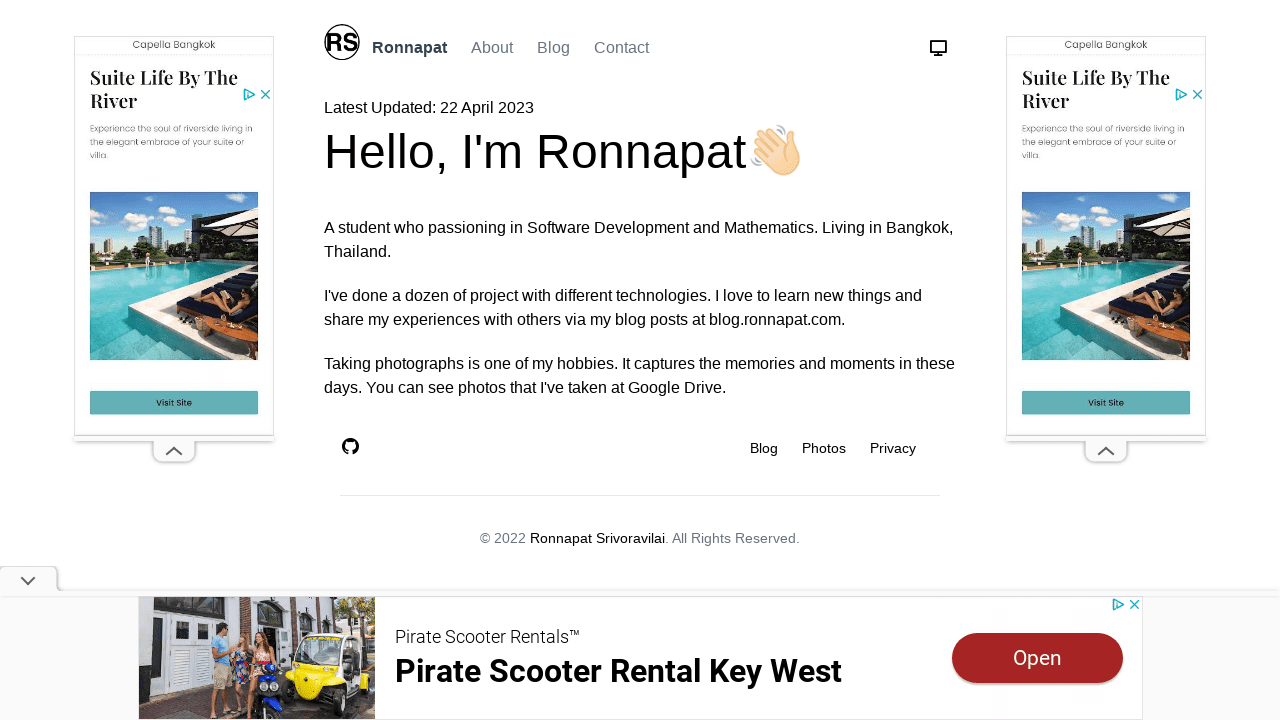 RS
Ronnapat About Blog Contact
Latest Updated: 22 April 2023
Hello, I'm Ronnapat
A student who passioning in Software Development and Mathematics. Living in Bangkok,
Thailand.
I've done a dozen of project with different technologies. I love to learn new things and
share my experiences with others via my blog posts at blog.ronnapat.com.
Taking photographs is one of my hobbies. It captures the memories and moments in these
days. You can see photos that I've taken at Google Drive.
Blog Photos Privacy
© 2022 Ronnapat Srivoravilai. All Rights Reserved.
Capella Bangkok
Suite Life By The
River
Experience the soul of riverside living in
the elegant embrace of your suite or
villa.
Visit Site
Capella Bangkok
Suite Life By The
River
Experience the soul of riverside living in
the elegant embrace of your suite or
villa.
Visit Site
Pirate Scooter Rentals™
Pirate Scooter Rental Key West
Open